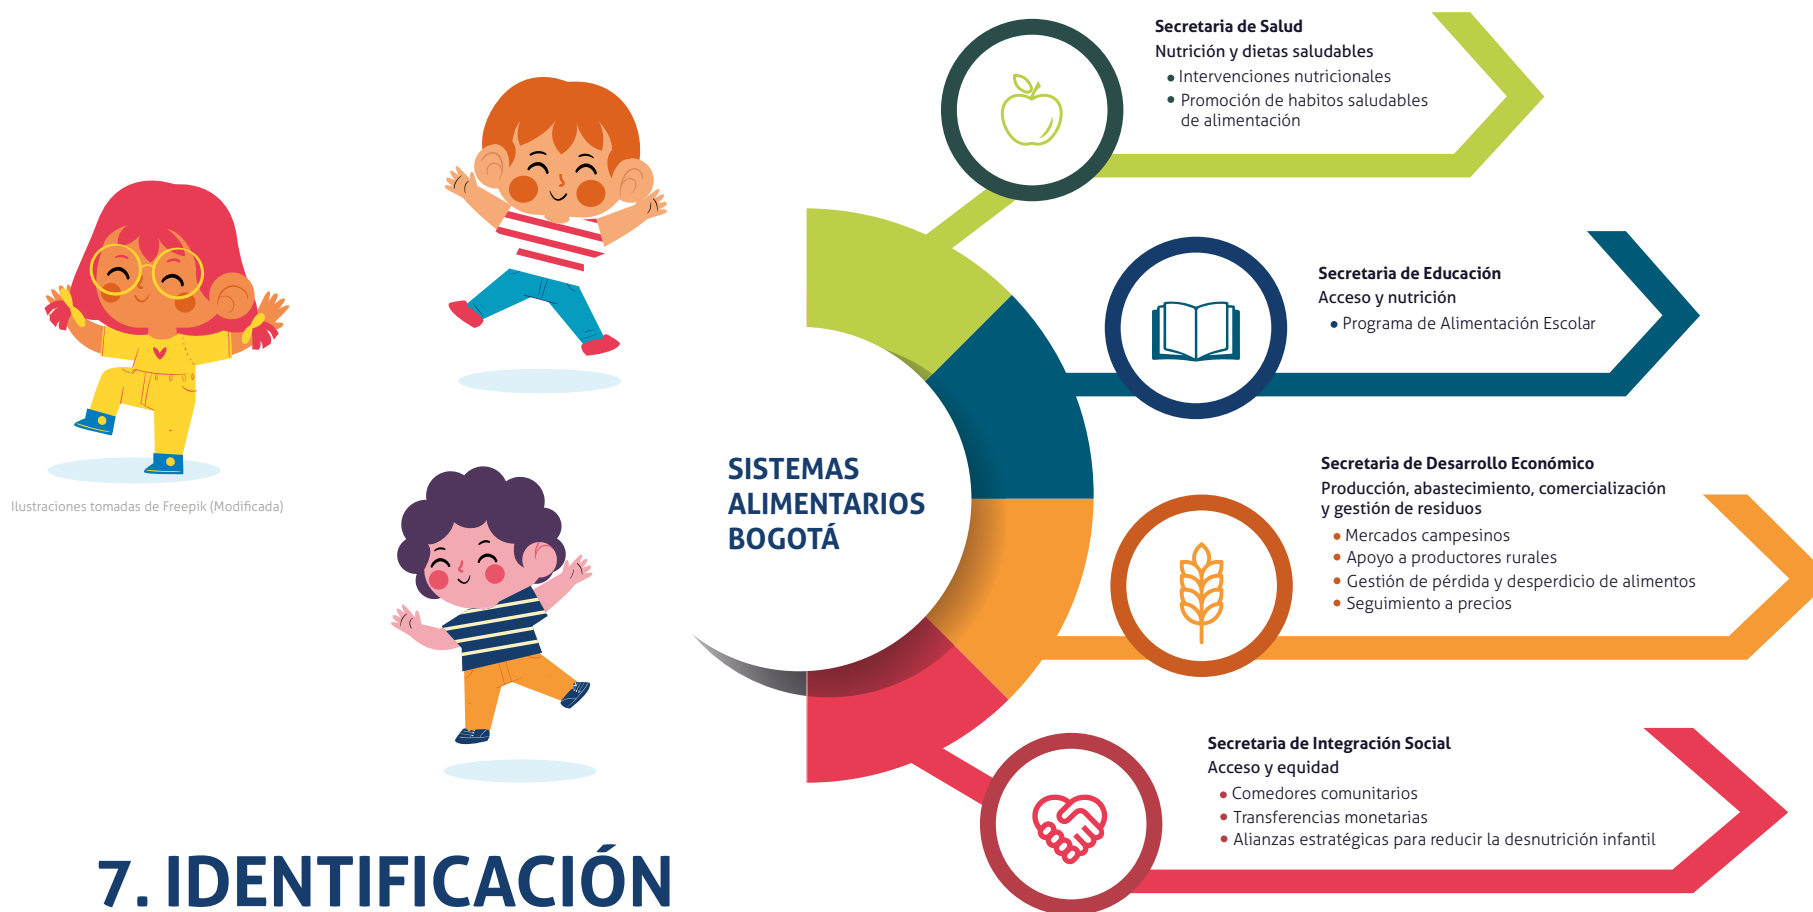 Secretaria de Salud
Nutrición y dietas saludables
• Intervenciones nutricionales
• Promoción de habitos saludables
de alimentación
Secretaria de Educación
Acceso y nutrición
• Programa de Alimentación Escolar
SISTEMAS
ALIMENTARIOS
BOGOTÁ
Secretaria de Desarrollo Económico
Producción, abastecimiento, comercialización
y gestión de residuos
• Mercados campesinos
• Apoyo a productores rurales
• Gestión de pérdida y desperdicio de alimentos
• Seguimiento a precios
Secretaria de Integración Social
Acceso y equidad
• Comedores comunitarios
• Transferencias monetarias
• Alianzas estratégicas para reducir la desnutrición infantil
Ilustraciones tomadas de Freepik (Modificada)
7. IDENTIFICACIÓN